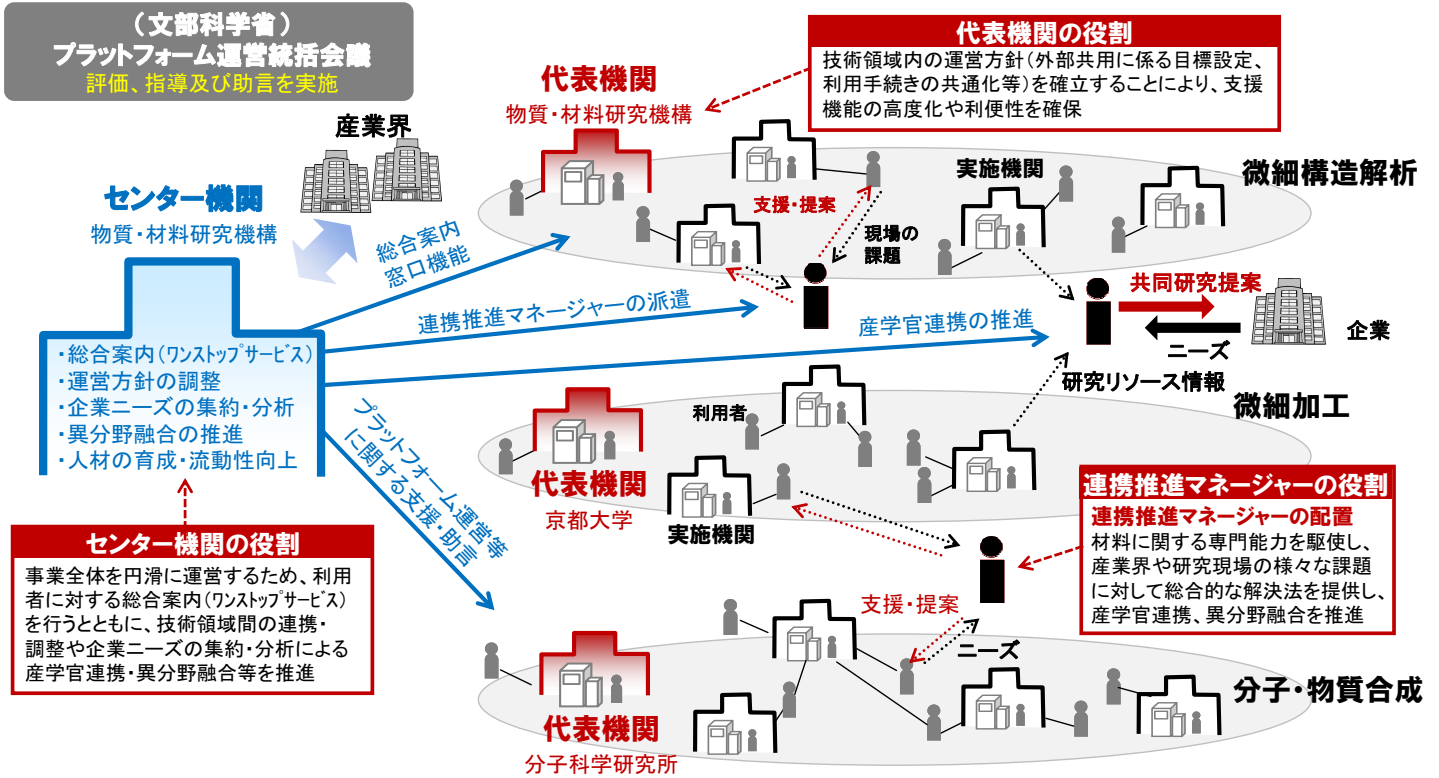 （文部科学省）
プラットフォーム運営統括会議
評価、指導及び助言を実施
産業界
センター機関
物質・材料研究機構
・総合案内（ワンストップサービス）
・運営方針の調整
・企業ニーズの集約・分析
・異分野融合の推進
・人材の育成・流動性向上
センター機関の役割
事業全体を円滑に運営するため、利用
者に対する総合案内（ワンストップサービス）
を行うとともに、技術領域間の連携・
調整や企業ニーズの集約・分析による
産学官連携・異分野融合等を推進
総合案内
窓口機能
連携推進マネージャーの派遣
産学官連携の推進
プラットフォーム運営等
に関する支援・助言
代表機関
物質・材料研究機構
代表機関の役割
技術領域内の運営方針（外部共用に係る目標設定、
利用手続きの共通化等）を確立することにより、支援
機能の高度化や利便性を確保
微細構造解析
実施機関
支援・提案
現場の
課題
共同研究提案
企業
ニーズ
研究リソース情報
微細加工
利用者
代表機関
京都大学
実施機関
連携推進マネージャーの役割
連携推進マネージャーの配置
材料に関する専門能力を駆使し、
産業界や研究現場の様々な課題
に対して総合的な解決法を提供し、
産学官連携、異分野融合を推進
支援・提案
ニーズ
分子・物質合成
代表機関
分子科学研究所